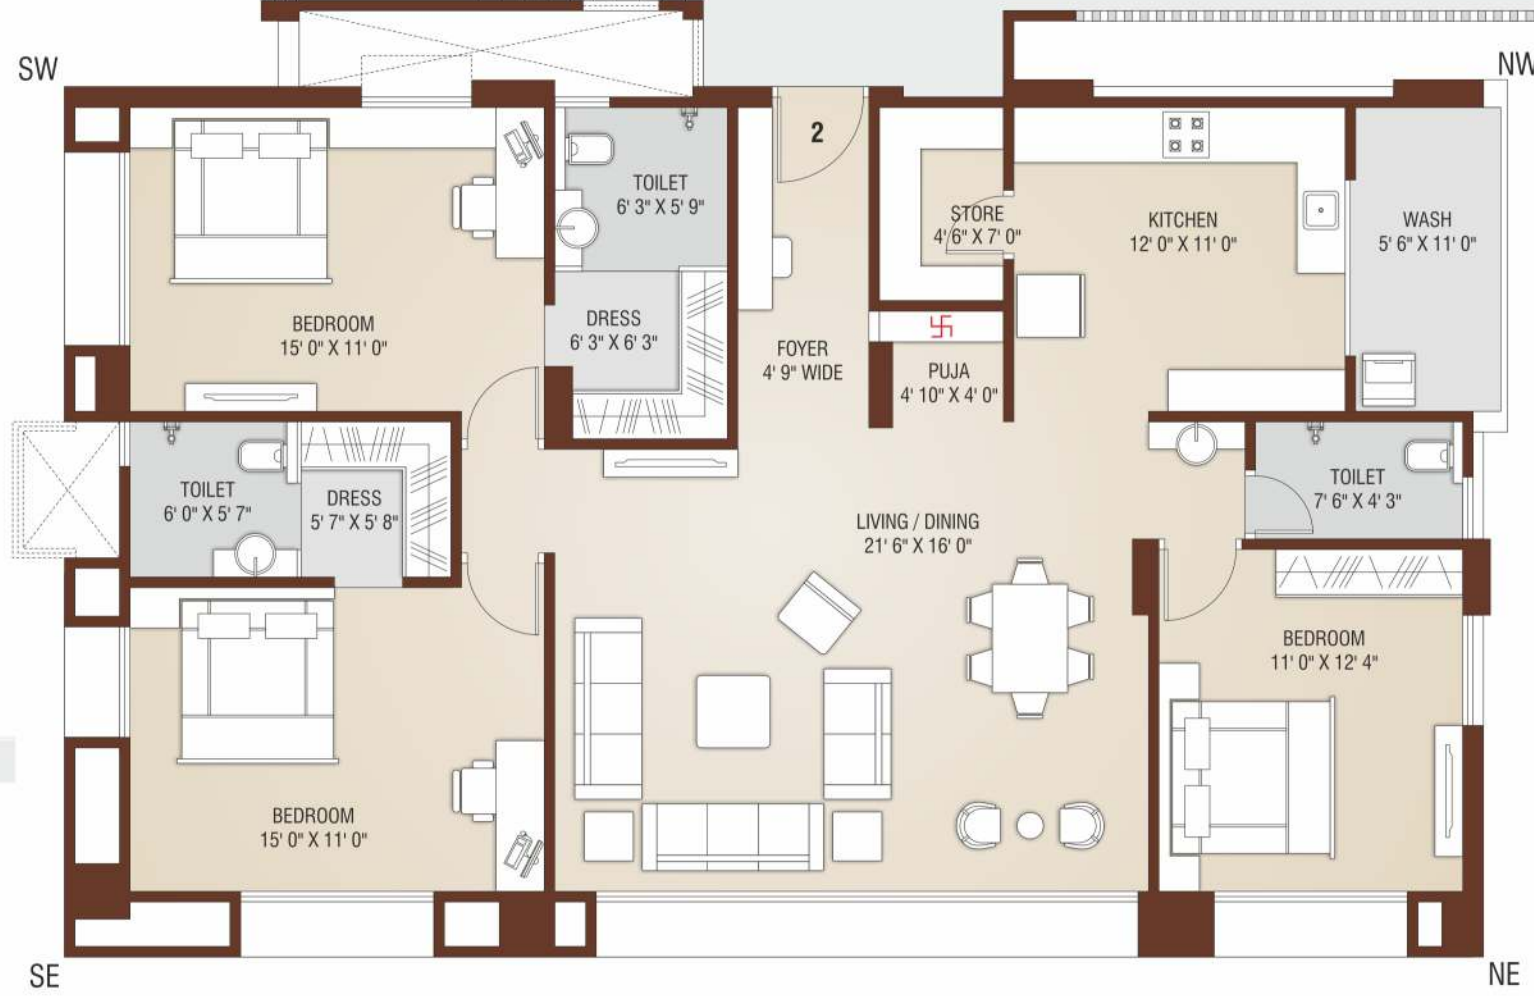 SW
NW
2
TOILET
6' 3" X 5' 9"
STORE
4' 6" X 7' 0"
KITCHEN
12' 0" X 11' 0"
WASH
5' 6" X 11' 0"
BEDROOM
15' 0" X 11' 0"
DRESS
6' 3" X 6' 3"
FOYER
4' 9" WIDE
PUJA
4' 10" X 4' 0"
TOILET
6' 0" X 5' 7"
DRESS
5' 7" X 5' 8"
LIVING / DINING
21' 6" X 16' 0"
TOILET
7' 6" X 4' 3"
BEDROOM
11' 0" X 12' 4"
BEDROOM
15' 0" X 11' 0"
SE
NE